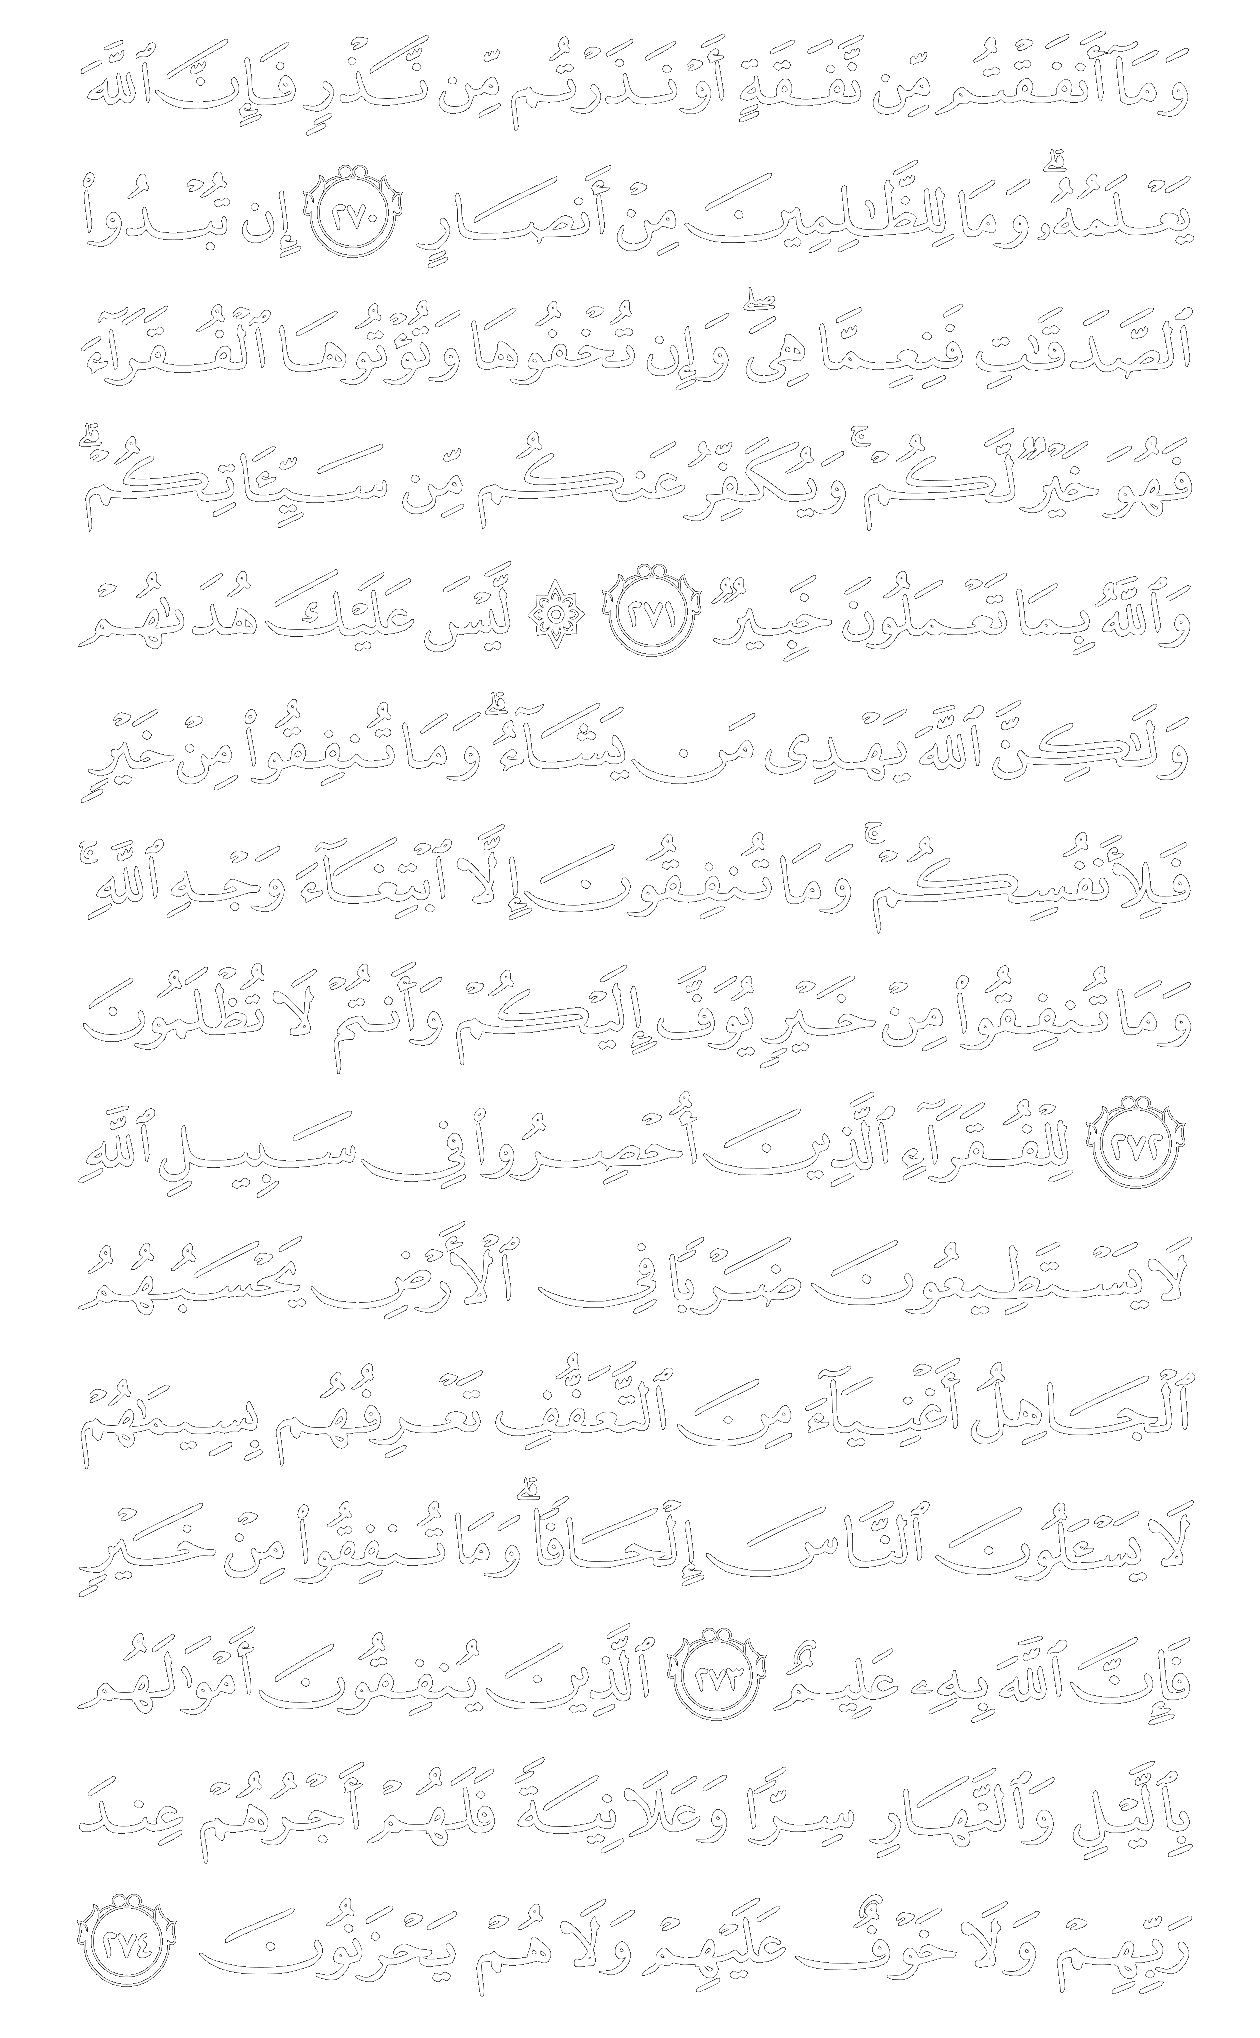 وَمَآ أَنفَقْتُم مِّن نَّفَقَةٍ أَوْ نَذَرْتُم مِّن نَّذْرٍ فَإِنَّ ٱللَّهَ
يَعْلَمُهُۥۗ وَمَا لِلظَّٰلِمِينَ مِنْ أَنصَارٍ ٢٧٠ إِن تُبْدُوا۟
ٱلصَّدَقَٰتِ فَنِعِمَّا هِىَۖ وَإِن تُخْفُوهَا وَتُؤْتُوهَا ٱلْفُقَرَآءَ
فَهُوَ خَيْرٌ لَّكُمْۚ وَيُكَفِّرُ عَنكُم مِّن سَيِّـَٔاتِكُمْۗ
وَٱللَّهُ بِمَا تَعْمَلُونَ خَبِيرٌ ٢٧١ ۞ لَّيْسَ عَلَيْكَ هُدَىٰهُمْ
وَلَٰكِنَّ ٱللَّهَ يَهْدِى مَن يَشَآءُۗ وَمَا تُنفِقُوا۟ مِنْ خَيْرٍ
فَلِأَنفُسِكُمْۚ وَمَا تُنفِقُونَ إِلَّا ٱبْتِغَآءَ وَجْهِ ٱللَّهِۚ
وَمَا تُنفِقُوا۟ مِنْ خَيْرٍ يُوَفَّ إِلَيْكُمْ وَأَنتُمْ لَا تُظْلَمُونَ
٢٧٢ لِلْفُقَرَآءِ ٱلَّذِينَ أُحْصِرُوا۟ فِى سَبِيلِ ٱللَّهِ
لَا يَسْتَطِيعُونَ ضَرْبًا فِى ٱلْأَرْضِ يَحْسَبُهُمُ
ٱلْجَاهِلُ أَغْنِيَآءَ مِنَ ٱلتَّعَفُّفِ تَعْرِفُهُم بِسِيمَٰهُمْ
لَا يَسْـَٔلُونَ ٱلنَّاسَ إِلْحَافًاۗ وَمَا تُنفِقُوا۟ مِنْ خَيْرٍ
فَإِنَّ ٱللَّهَ بِهِۦ عَلِيمٌ ٢٧٣ ٱلَّذِينَ يُنفِقُونَ أَمْوَٰلَهُم
بِٱلَّيْلِ وَٱلنَّهَارِ سِرًّا وَعَلَانِيَةً فَلَهُمْ أَجْرُهُمْ عِندَ
رَبِّهِمْ وَلَا خَوْفٌ عَلَيْهِمْ وَلَا هُمْ يَحْزَنُونَ ٢٧٤